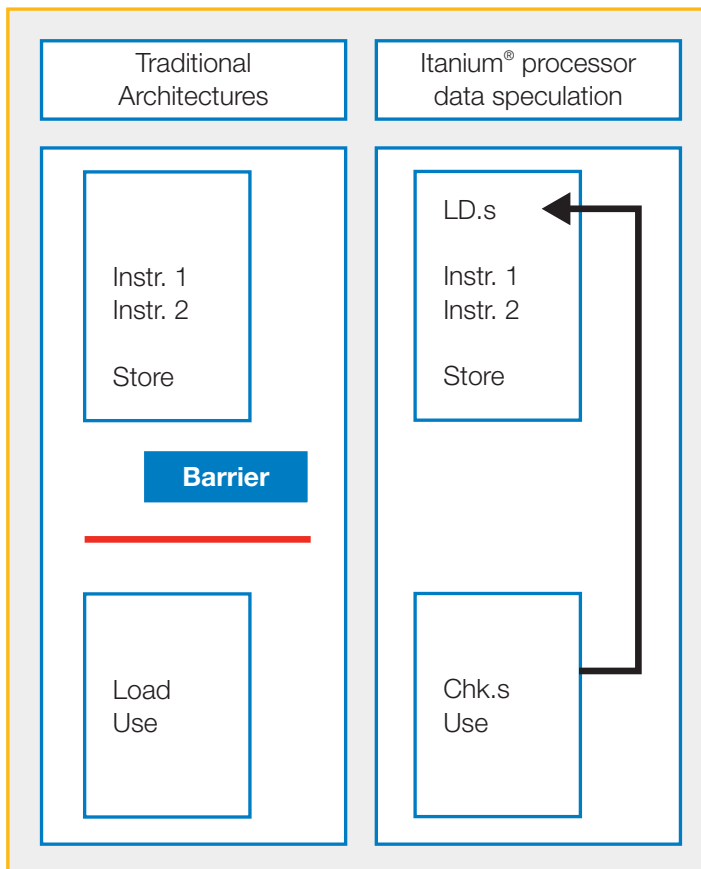 Traditional
Architectures
Itanium® processor
data speculation
Instr. 1
Instr. 2
Store
Barrier
Load
Use
LD.s
Instr. 1
Instr. 2
Store
Chk.s
Use